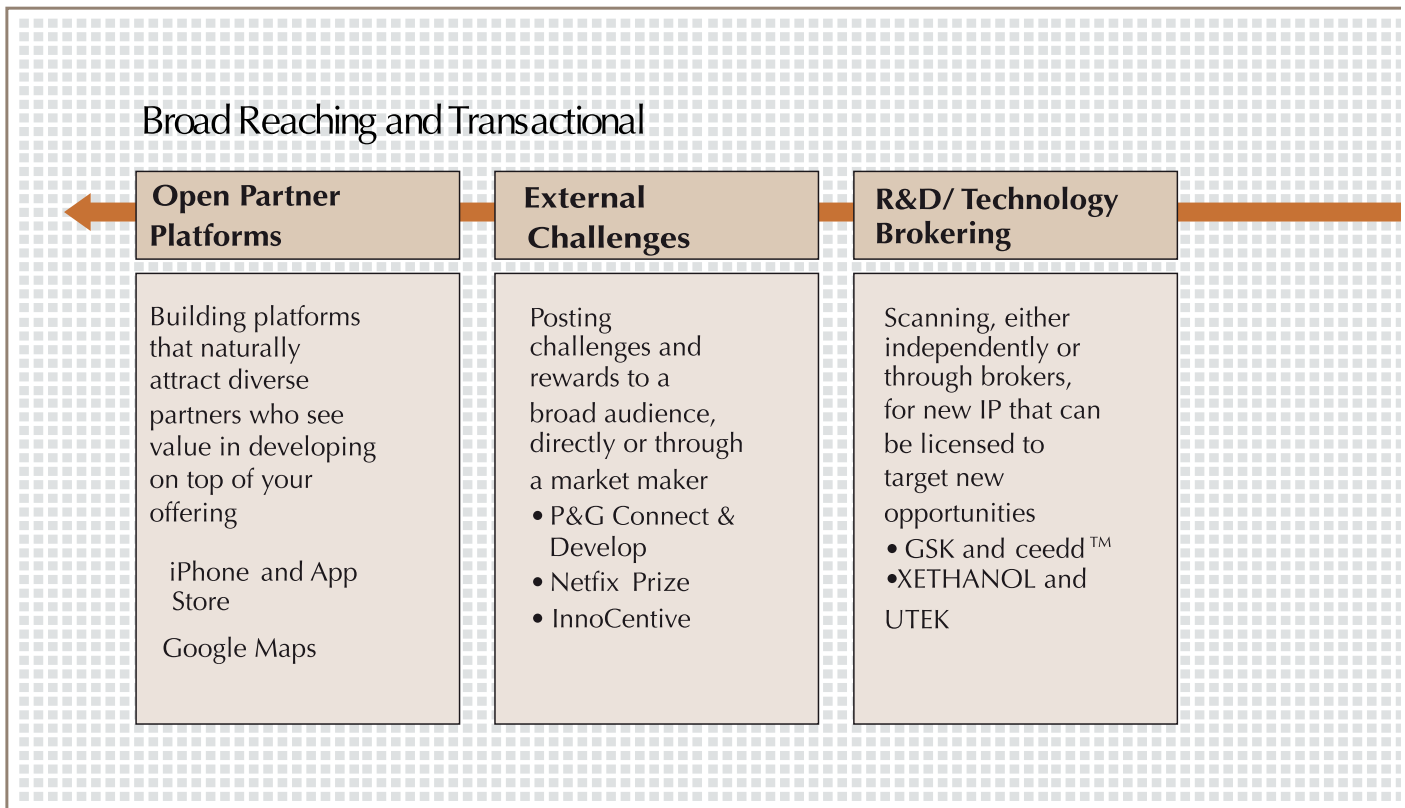 Broad Reaching and Transactional
Open Partner
Platforms
Building platforms
that naturally
attract diverse
partners who see
value in developing
on top of your
offering
iPhone and App
Store
Google Maps
External
Challenges
Posting
challenges and
rewards to a
broad audience,
directly or through
a market maker
• P&G Connect &
Develop
• Netfix Prize
• InnoCentive
R&D/ Technology
Brokering
Scanning, either
independently or
through brokers,
for new IP that can
be licensed to
target new
opportunities
• GSK and ceedd™
•XETHANOL and
UTEK